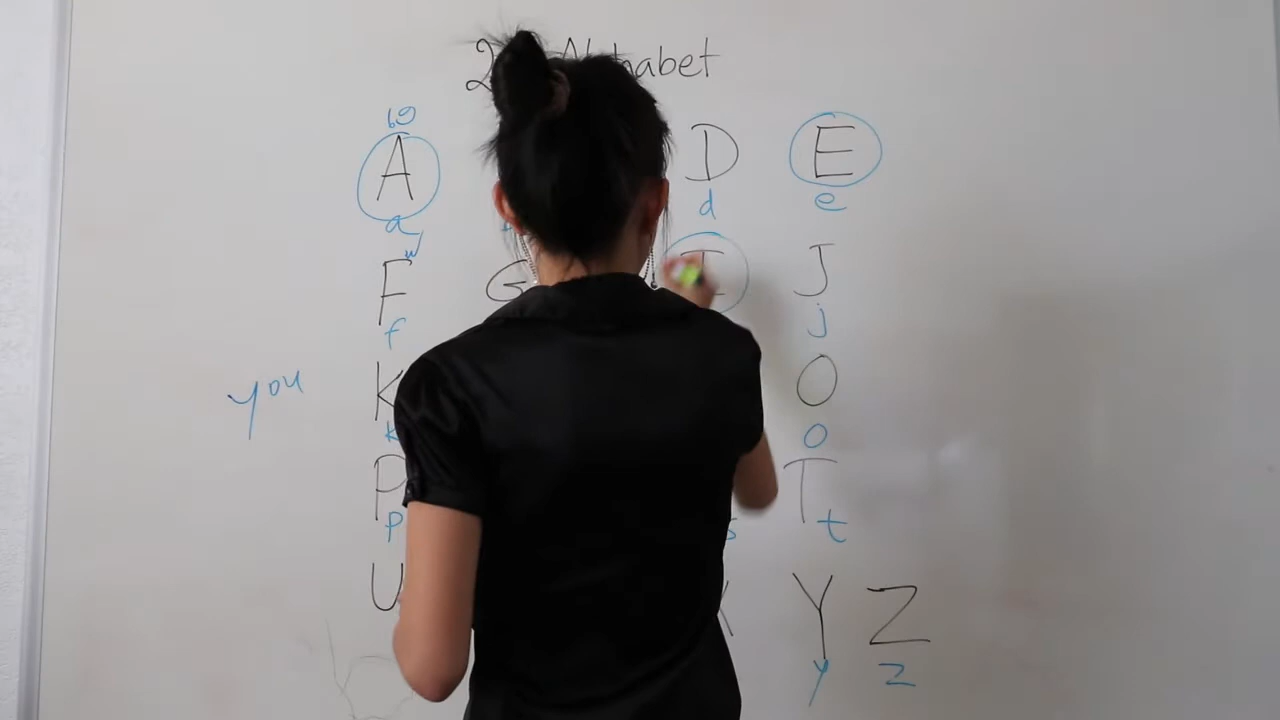 Alphabet
A D E
a d e
F G I J
f j
you K O
k o
P T
p s t
U X Y Z
y z